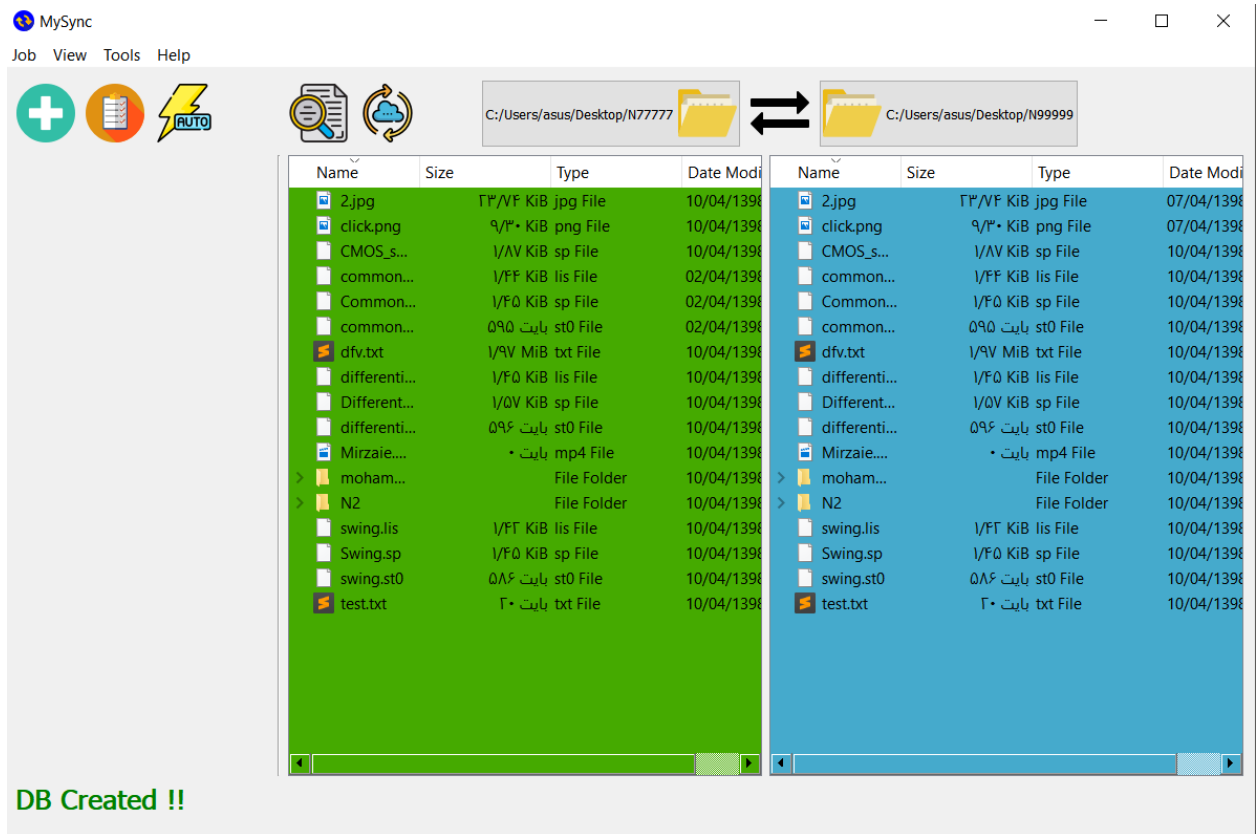 MySync
Job View Tools Help
AUTO
C:/Users/asus/Desktop/N77777
C:/Users/asus/Desktop/N99999
Name Size Type Date Modi
2.jpg ۲۳/۷۴ KiB jpg File 10/04/1398
click.png ۹/۳۰ KiB png File 10/04/1398
CMOS_s... ۱/۸۷ KiB sp File 10/04/1398
common... ۱/۴۴ KiB lis File 02/04/1398
Common... ۱/۴۵ KiB sp File 02/04/1398
common... ۵۹۵ بایت st0 File 02/04/1398
dfv.txt ۱/۹۷ MiB txt File 10/04/1398
differenti... ۱/۴۵ KiB lis File 10/04/1398
Different... ۱/۵۷ KiB sp File 10/04/1398
differenti... ۵۹۶ بایت st0 File 10/04/1398
Mirzaie.... ۰ بایت mp4 File 10/04/1398
moham... File Folder 10/04/1398
N2 File Folder 10/04/1398
swing.lis ۱/۴۲ KiB lis File 10/04/1398
Swing.sp ۱/۴۵ KiB sp File 10/04/1398
swing.st0 ۵۸۶ بایت st0 File 10/04/1398
test.txt ۲۰ بایت txt File 10/04/1398
Name Size Type Date Modi
2.jpg ۲۳/۷۴ KiB jpg File 07/04/1398
click.png ۹/۳۰ KiB png File 07/04/1398
CMOS_s... ۱/۸۷ KiB sp File 10/04/1398
common... ۱/۴۴ KiB lis File 10/04/1398
Common... ۱/۴۵ KiB sp File 10/04/1398
common... ۵۹۵ بایت st0 File 10/04/1398
dfv.txt ۱/۹۷ MiB txt File 10/04/1398
differenti... ۱/۴۵ KiB lis File 10/04/1398
Different... ۱/۵۷ KiB sp File 10/04/1398
differenti... ۵۹۶ بایت st0 File 10/04/1398
Mirzaie.... ۰ بایت mp4 File 10/04/1398
moham... File Folder 10/04/1398
N2 File Folder 10/04/1398
swing.lis ۱/۴۲ KiB lis File 10/04/1398
Swing.sp ۱/۴۵ KiB sp File 10/04/1398
swing.st0 ۵۸۶ بایت st0 File 10/04/1398
test.txt ۲۰ بایت txt File 10/04/1398
DB Created !!